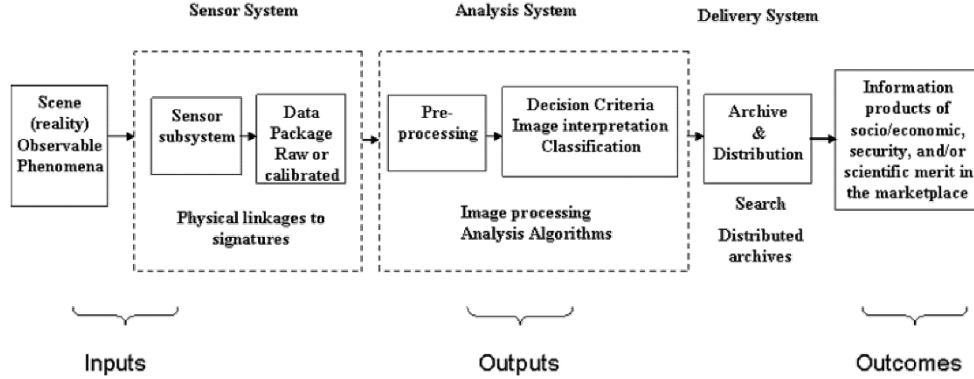 Sensor System
Analysis System
Delivery System
Scene
(reality)
Observable
Phenomena
Sensor
subsystem
Data
Package
Raw or
calibrated
Physical linkages to
signatures
Pre-
processing
Decision Criteria
Image interpretation
Classification
Image processing
Analysis Algorithms
Archive
&
Distribution
Search
Distributed
archives
Information
products of
socio/economic,
security, and/or
scientific merit in
the marketplace
Inputs
Outputs
Outcomes